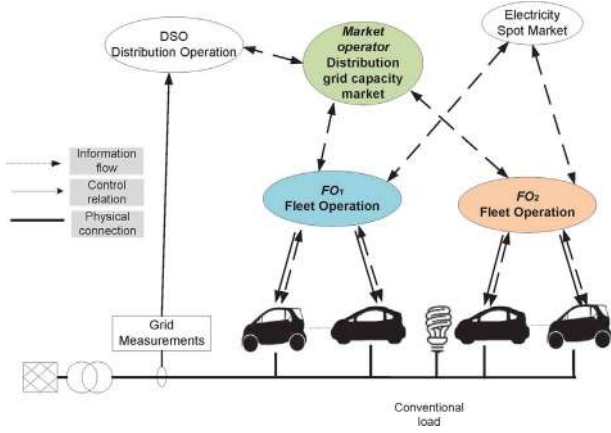 DSO
Distribution Operation
Market
operator
Distribution
grid capacity
market
Electricity
Spot Market
Information
flow
Control
relation
Physical
connection
FO₁
Fleet Operation
FO₂
Fleet Operation
Grid
Measurements
Conventional
load